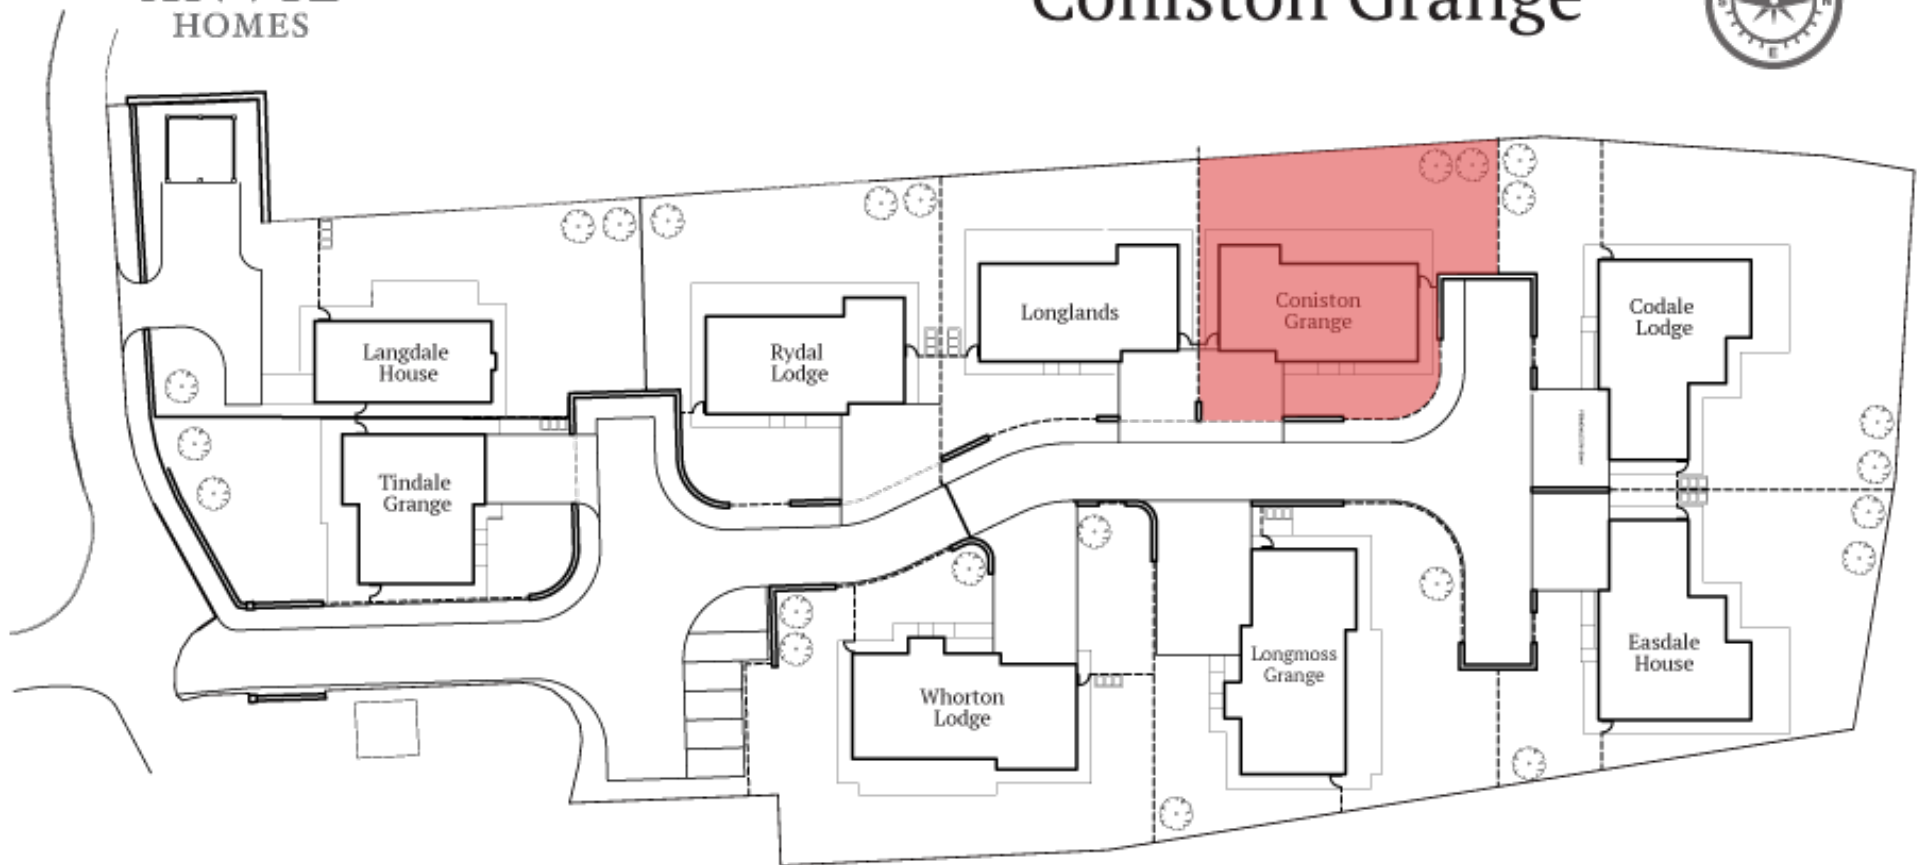 HOMES
Coniston Grange
E
Coniston
Grange
Longlands
Codale
Lodge
Langdale
House
Rydal
Lodge
Tindale
Grange
Longmoss
Grange
Easdale
House
Whorton
Lodge